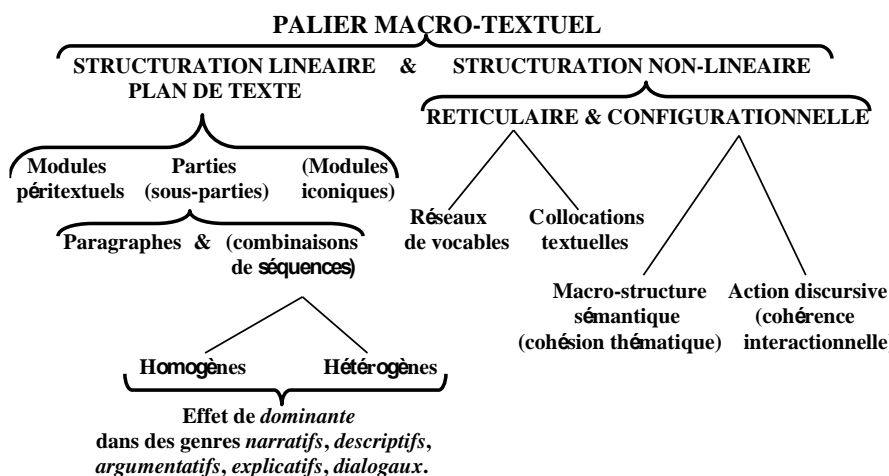 PALIER MACRO-TEXTUEL
STRUCTURATION LINEAIRE & STRUCTURATION NON-LINEAIRE
PLAN DE TEXTE
RETICULAIRE & CONFIGURATIONNELLE
Modules Parties (Modules
péritextuels (sous-parties) iconiques)
Réseaux Collocations
de vocables textuelles
Paragraphes & (combinaisons
de séquences)
Macro-structure Action discursive
sémantique (cohérence
(cohésion thématique) interactionnelle)
Homogènes Hétérogènes
Effet de dominante
dans des genres narratifs, descriptifs,
argumentatifs, explicatifs, dialogaux.